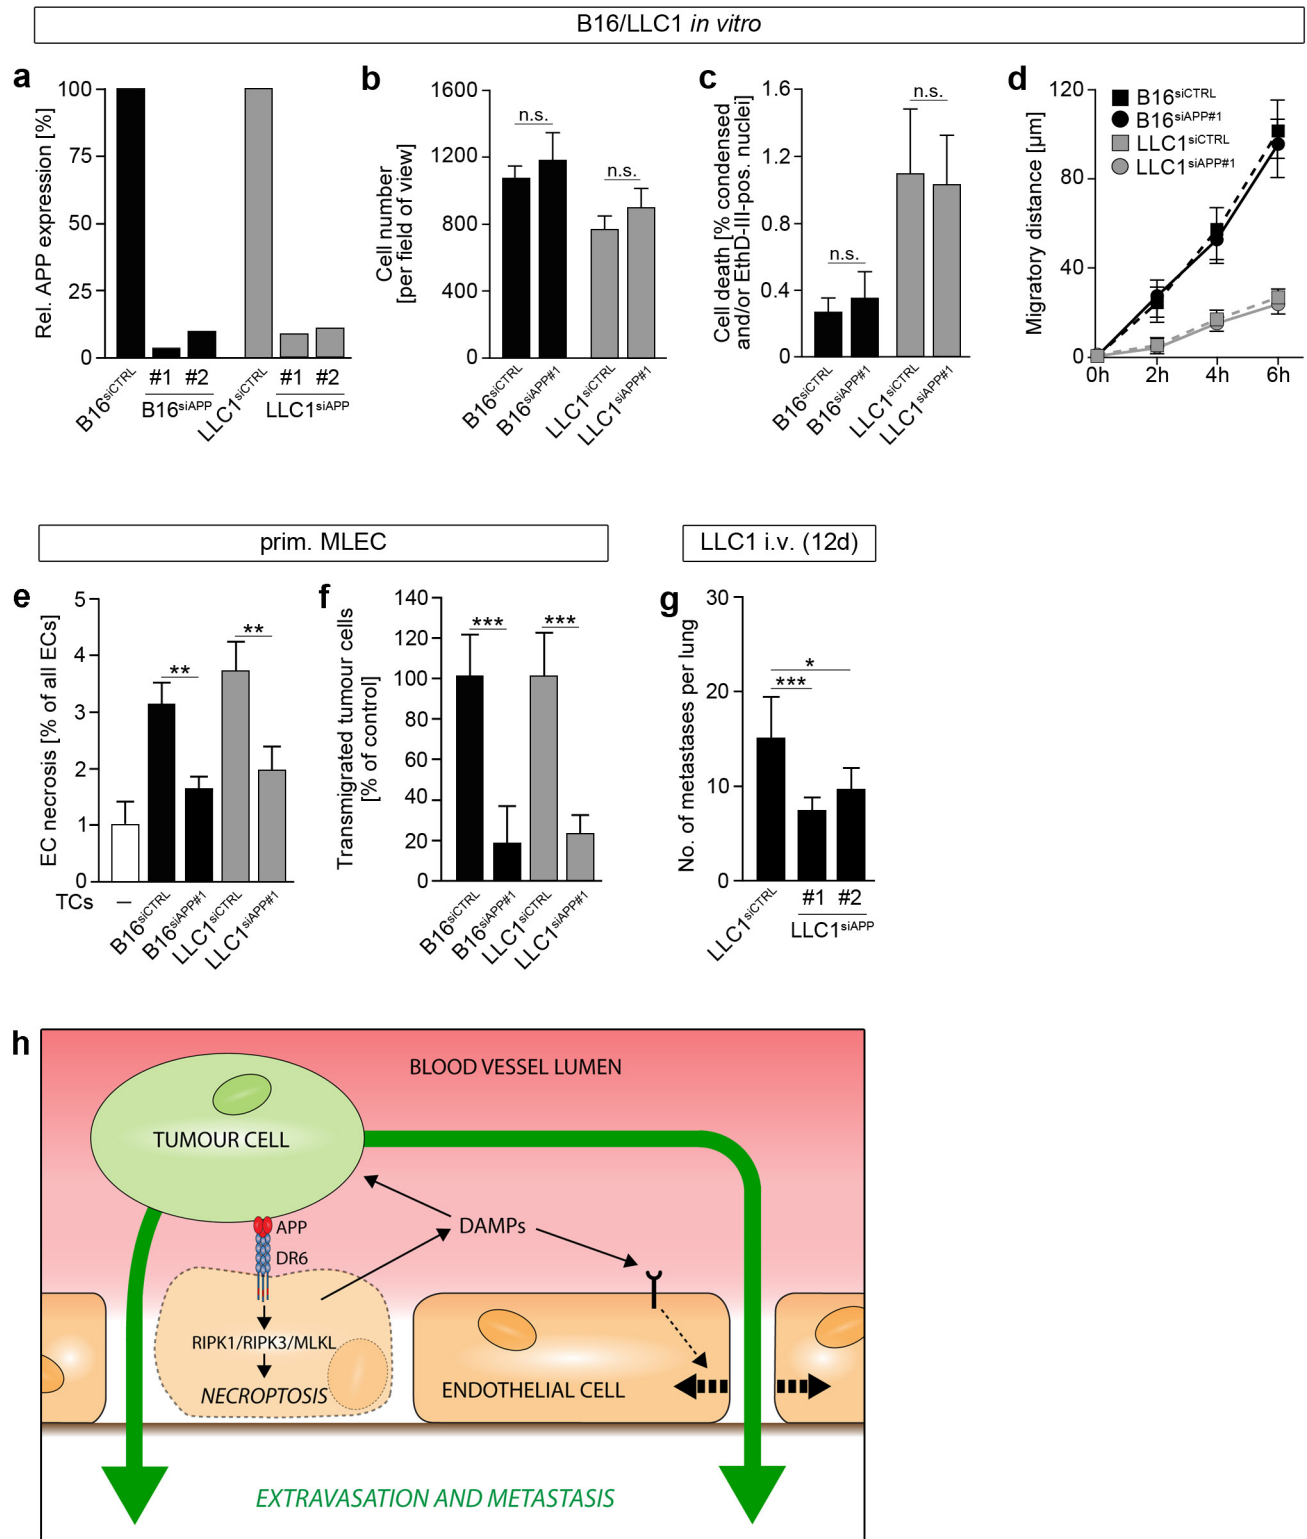 B16/LLC1 in vitro
a
Rel. APP expression [%]
100
75
50
25
0
B16siCTRL
#1 #2
B16siAPP
LLC1siCTRL
#1 #2
LLC1siAPP
b
Cell number
[per field of view]
1600
1200
800
400
0
n.s.
n.s.
B16siCTRL
B16siAPP#1
LLC1siCTRL
LLC1siAPP#1
c
Cell death [% condensed
and/or EthD-III-pos. nuclei]
1.6
1.2
0.8
0.4
0
n.s.
n.s.
B16siCTRL
B16siAPP#1
LLC1siCTRL
LLC1siAPP#1
d
Migratory distance [µm]
120
80
40
0
B16siCTRL
B16siAPP#1
LLC1siCTRL
LLC1siAPP#1
0h 2h 4h 6h
prim. MLEC
LLC1 i.v. (12d)
e
EC necrosis [% of all ECs]
5
4
3
2
1
0
**
**
TCs –
B16siCTRL
B16siAPP#1
LLC1siCTRL
LLC1siAPP#1
f
Transmigrated tumour cells
[% of control]
140
120
100
80
60
40
20
0
***
***
B16siCTRL
B16siAPP#1
LLC1siCTRL
LLC1siAPP#1
g
No. of metastases per lung
30
20
10
0
*
***
LLC1siCTRL
#1 #2
LLC1siAPP
h
BLOOD VESSEL LUMEN
TUMOUR CELL
APP
DAMPs
DR6
RIPK1/RIPK3/MLKL
NECROPTOSIS
ENDOTHELIAL CELL
EXTRAVASATION AND METASTASIS